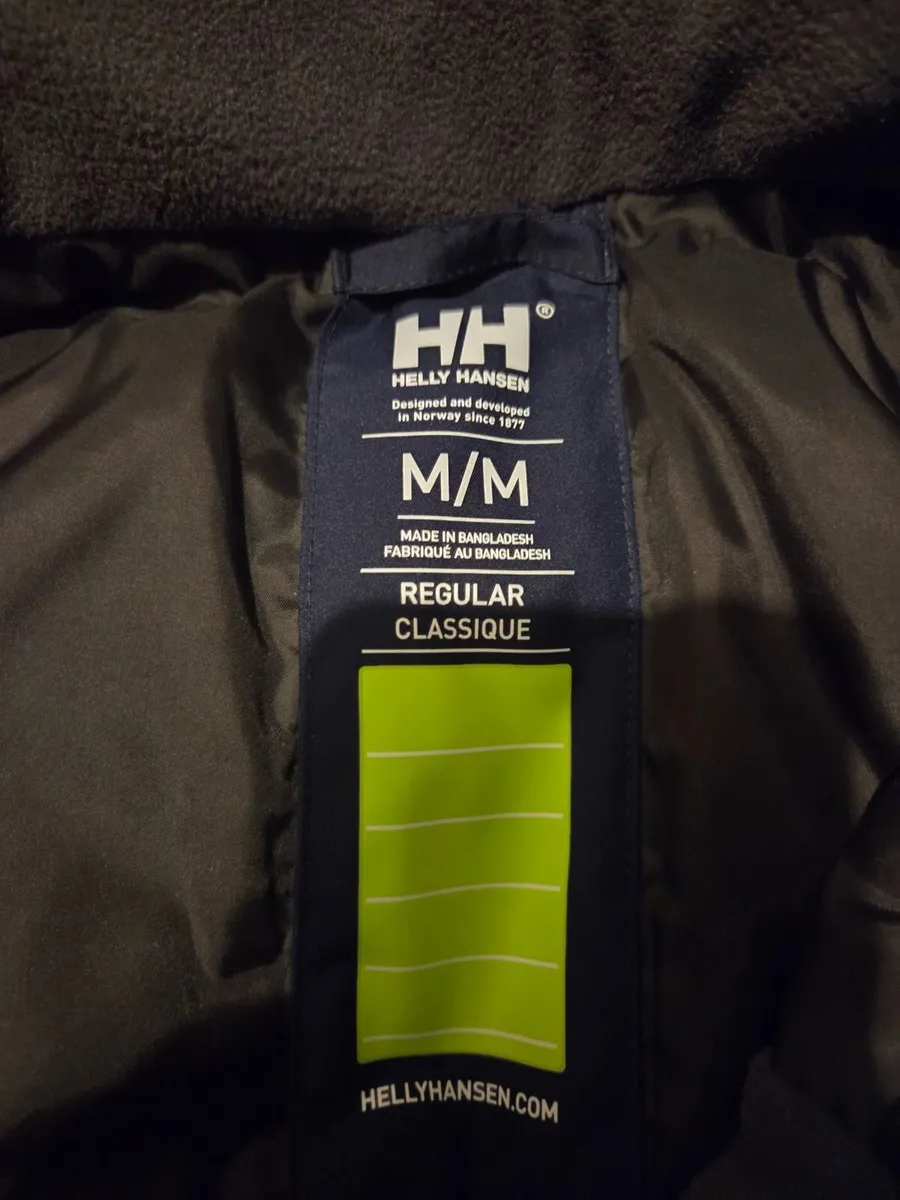 HH®
HELLY HANSEN
Designed and developed
in Norway since 1877
M/M
MADE IN BANGLADESH
FABRIQUÉ AU BANGLADESH
REGULAR
CLASSIQUE
HELLYHANSEN.COM